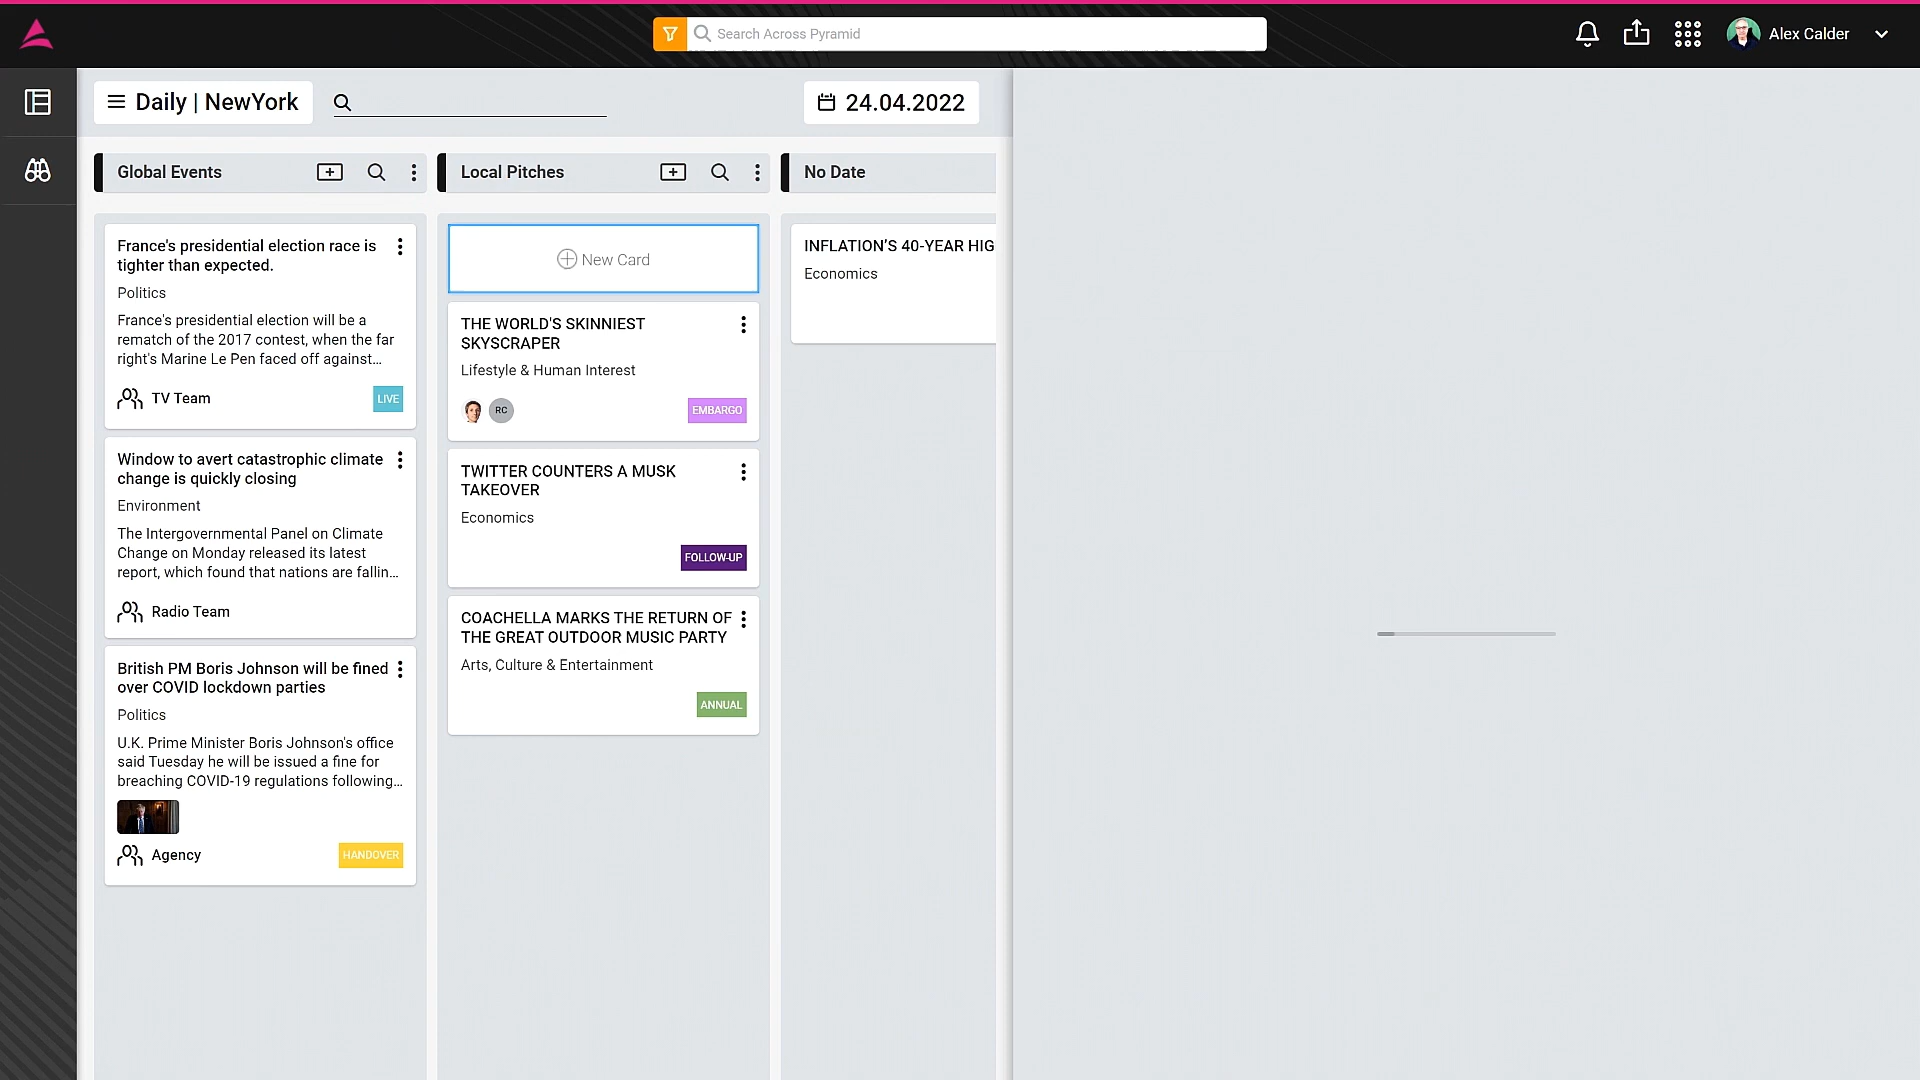 Search Across Pyramid
Alex Calder
Daily | NewYork
24.04.2022
Global Events
France's presidential election race is
tighter than expected.
Politics
France's presidential election will be a
rematch of the 2017 contest, when the far
right's Marine Le Pen faced off against...
TV Team
LIVE
Window to avert catastrophic climate
change is quickly closing
Environment
The Intergovernmental Panel on Climate
Change on Monday released its latest
report, which found that nations are fallin...
Radio Team
British PM Boris Johnson will be fined
over COVID lockdown parties
Politics
U.K. Prime Minister Boris Johnson's office
said Tuesday he will be issued a fine for
breaching COVID-19 regulations following...
Agency
HANDOVER
Local Pitches
New Card
THE WORLD'S SKINNIEST
SKYSCRAPER
Lifestyle & Human Interest
RC
EMBARGO
TWITTER COUNTERS A MUSK
TAKEOVER
Economics
FOLLOW-UP
COACHELLA MARKS THE RETURN OF
THE GREAT OUTDOOR MUSIC PARTY
Arts, Culture & Entertainment
ANNUAL
No Date
INFLATION’S 40-YEAR HIG
Economics